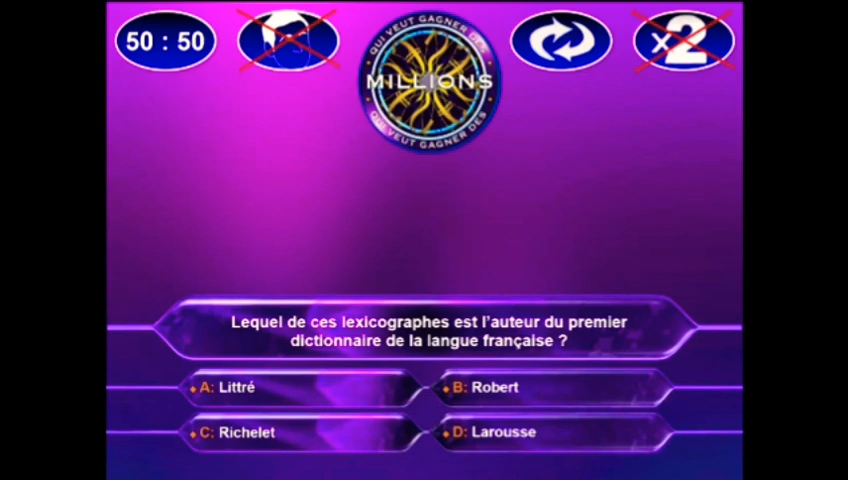 50 : 50
x2
QUI VEUT GAGNER DES
MILLIONS
QUI VEUT GAGNER DES
Lequel de ces lexicographes est l'auteur du premier
dictionnaire de la langue française ?
A: Littré
B: Robert
C: Richelet
D: Larousse